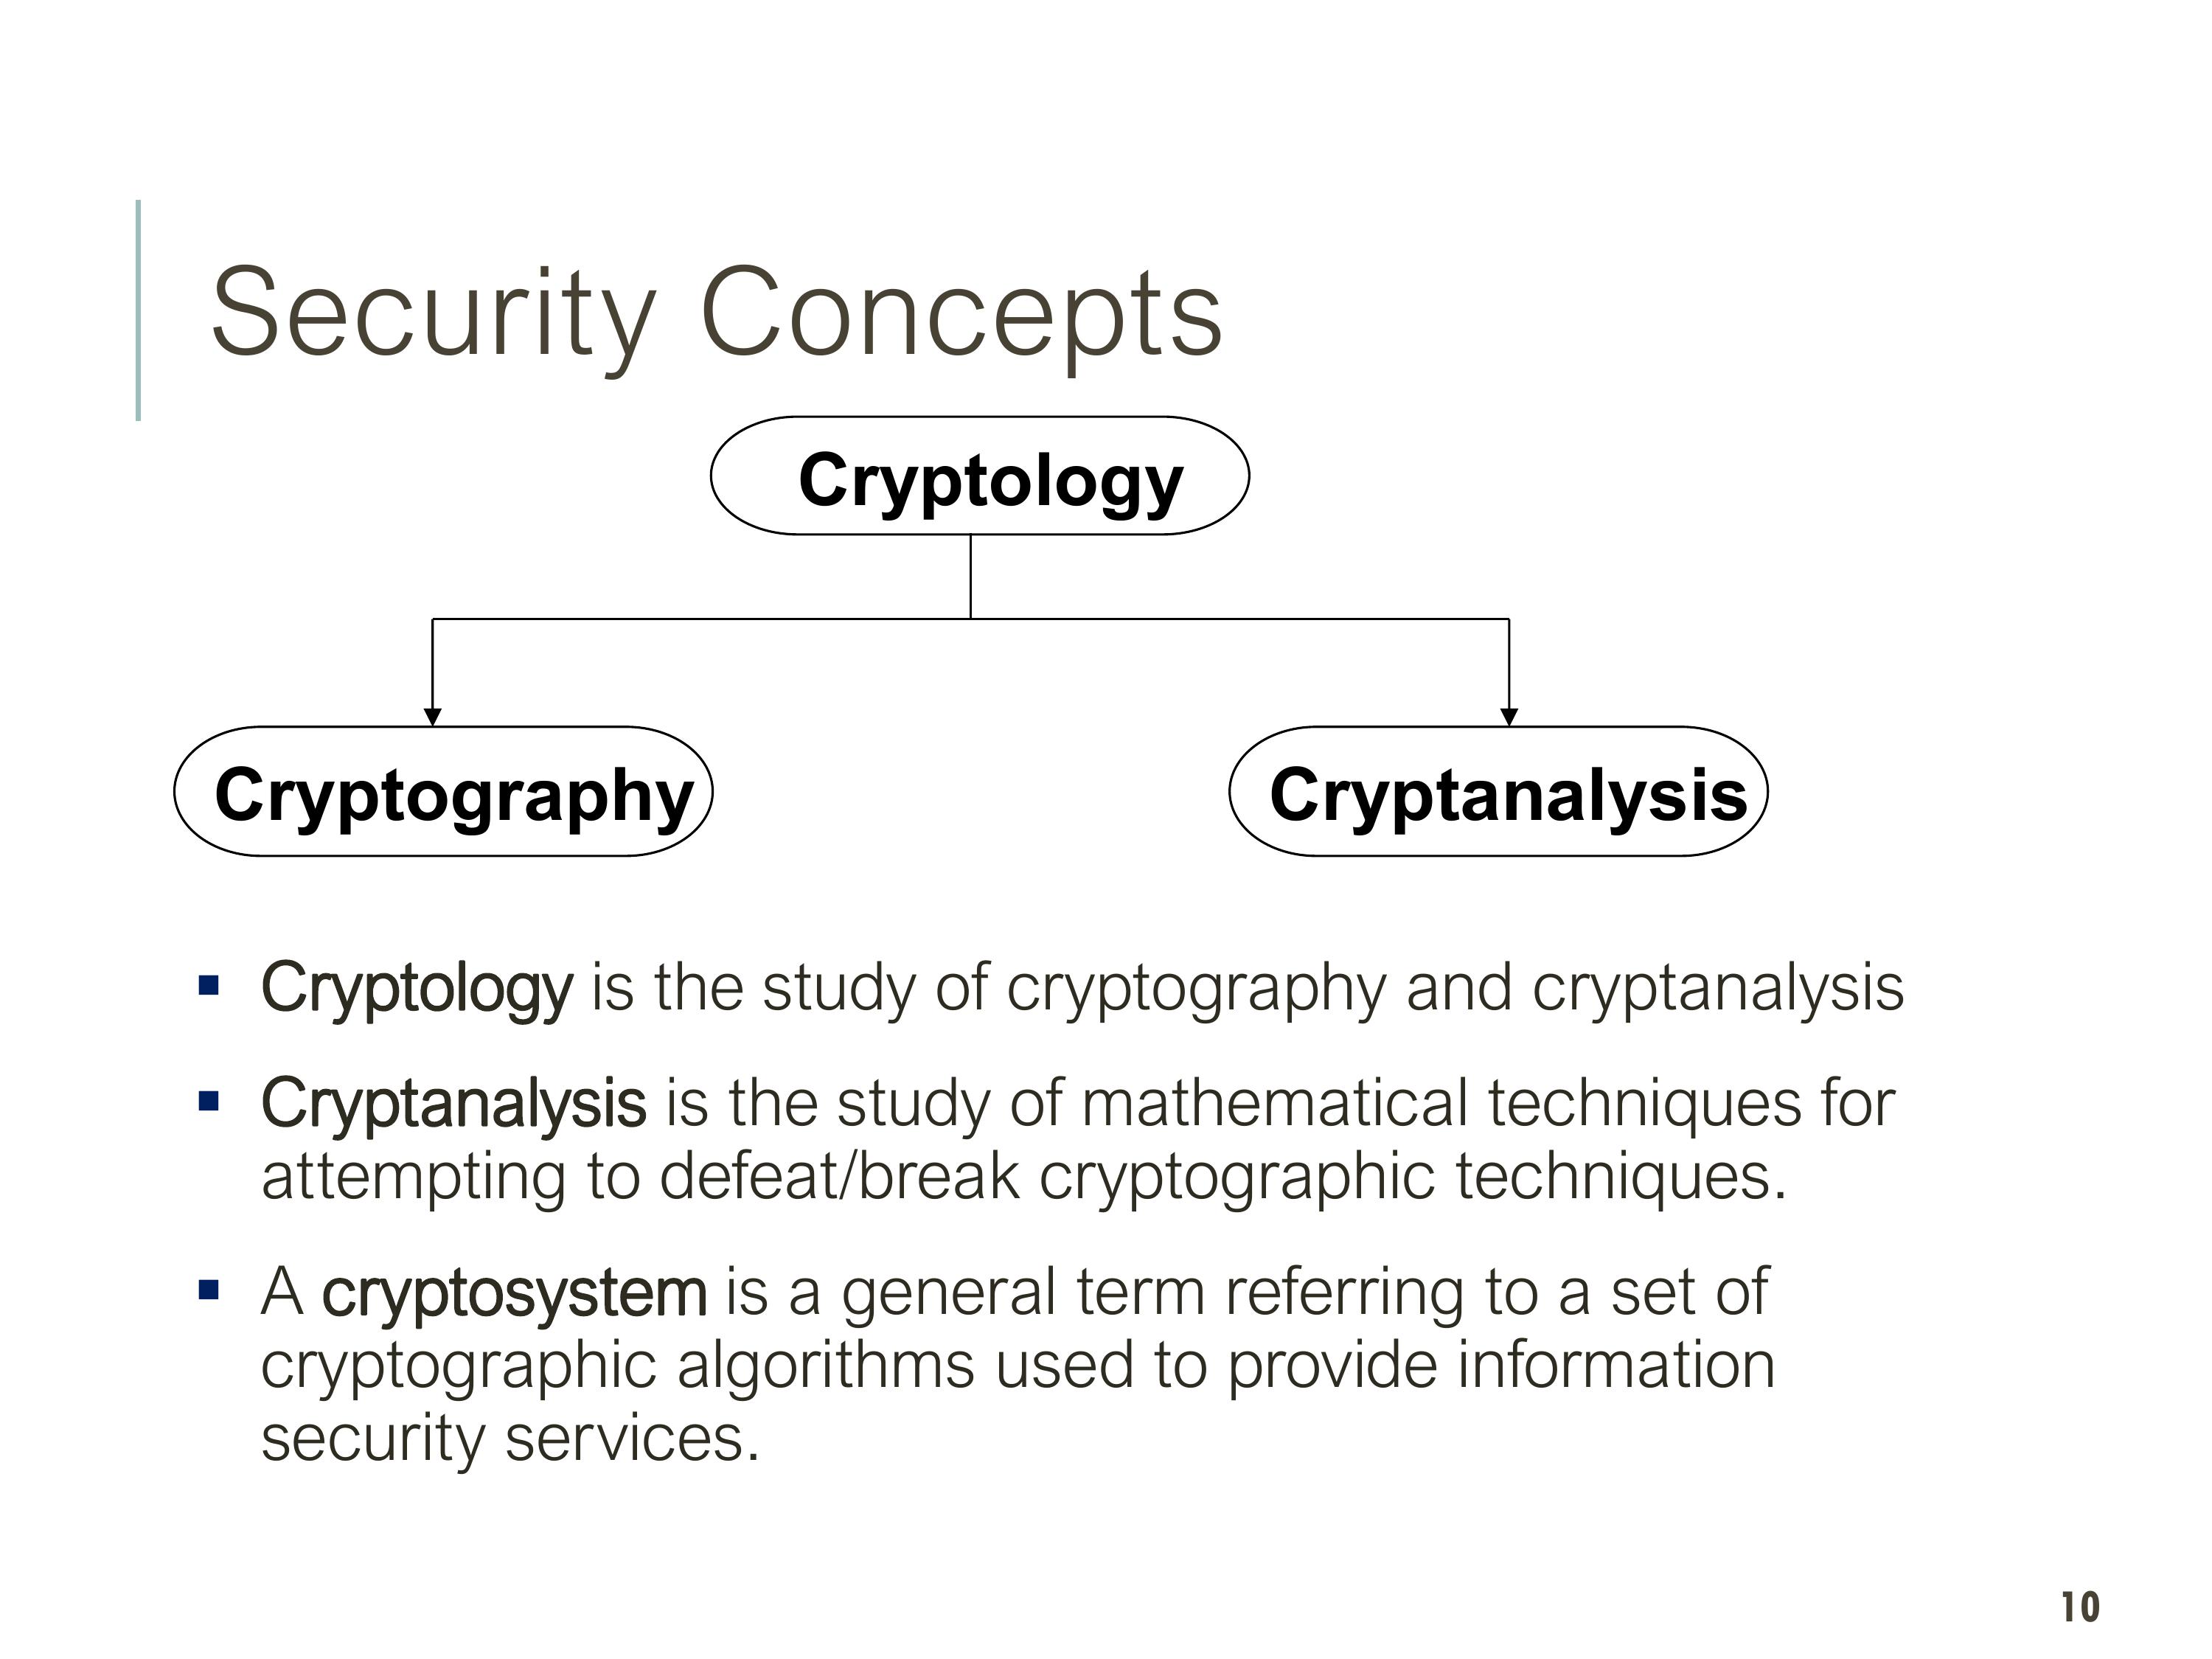 Security Concepts
Cryptology
Cryptography
Cryptanalysis
▪ Cryptology is the study of cryptography and cryptanalysis
▪ Cryptanalysis is the study of mathematical techniques for
attempting to defeat/break cryptographic techniques.
▪ A cryptosystem is a general term referring to a set of
cryptographic algorithms used to provide information
security services.
10